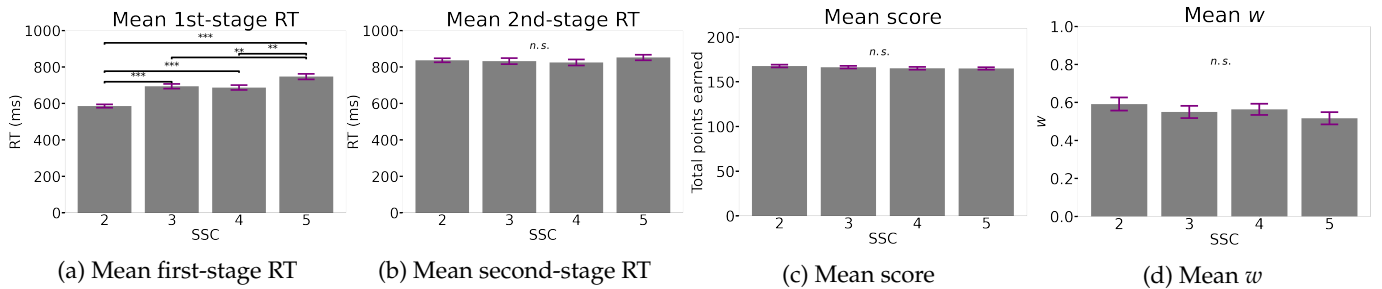 Mean 1st-stage RT
1000
800
600
400
200
0
RT (ms)
***
**
**
***
***
2 3 4 5
SSC
(a) Mean first-stage RT
Mean 2nd-stage RT
1000
800
600
400
200
0
RT (ms)
n.s.
2 3 4 5
SSC
(b) Mean second-stage RT
Mean score
200
150
100
50
0
Total points earned
n.s.
2 3 4 5
SSC
(c) Mean score
Mean w
1.0
0.8
0.6
0.4
0.2
0.0
w
n.s.
2 3 4 5
SSC
(d) Mean w